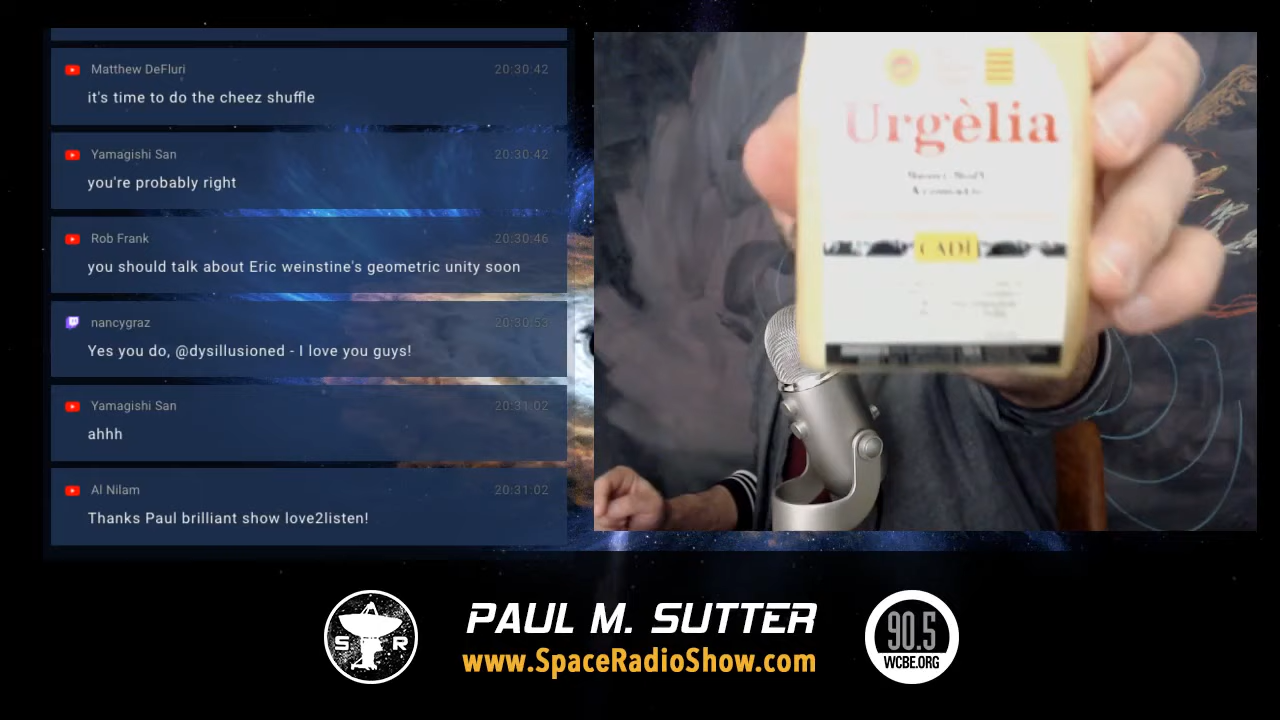 Matthew DeFluri 20:30:42
it's time to do the cheez shuffle
Yamagishi San 20:30:42
you're probably right
Rob Frank 20:30:46
you should talk about Eric weinstine's geometric unity soon
nancygraz 20:30:53
Yes you do, @dysillusioned - I love you guys!
Yamagishi San 20:31:02
ahhh
Al Nilam 20:31:02
Thanks Paul brilliant show love2listen!
Urgèlia
CADÍ
S R
PAUL M. SUTTER
www.SpaceRadioShow.com
90.5
WCBE.ORG